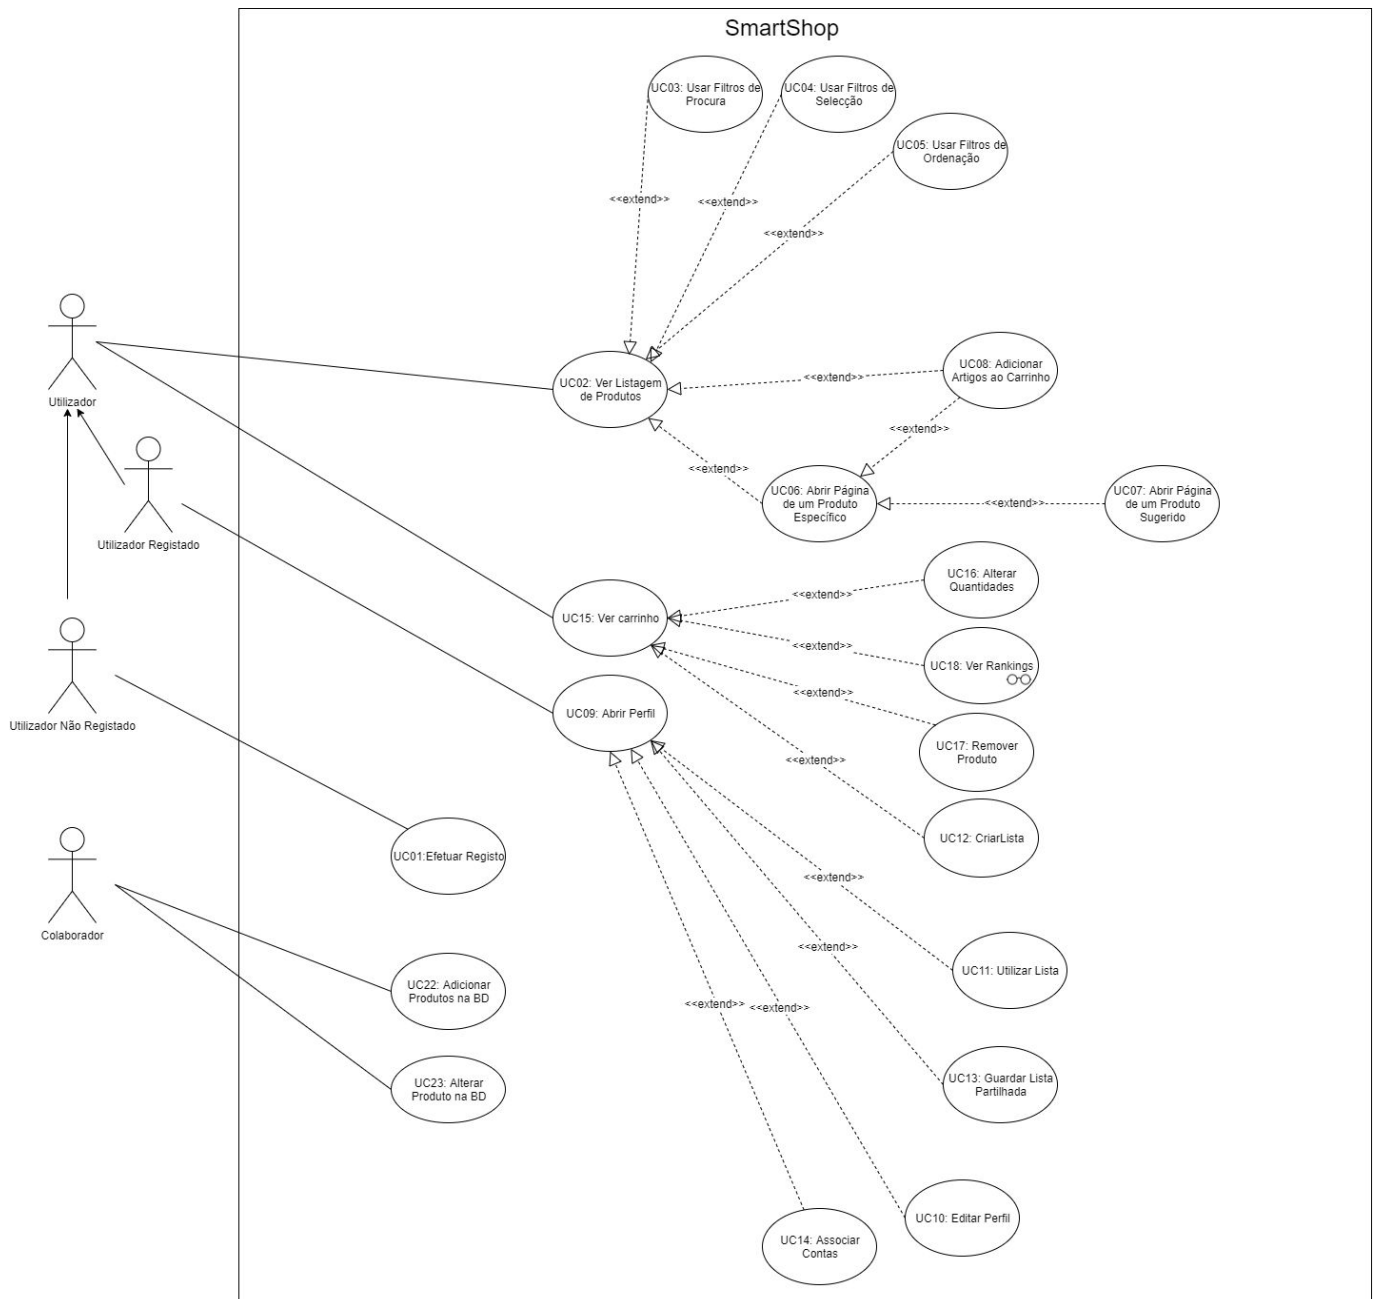 SmartShop
UC03: Usar Filtros de
Procura
UC04: Usar Filtros de
Selecção
UC05: Usar Filtros de
Ordenação
<<extend>>
<<extend>>
<<extend>>
UC02: Ver Listagem
de Produtos
UC08: Adicionar
Artigos ao Carrinho
<<extend>>
Utilizador
<<extend>>
<<extend>>
UC06: Abrir Página
de um Produto
Específico
<<extend>>
UC07: Abrir Página
de um Produto
Sugerido
Utilizador Registado
UC16: Alterar
Quantidades
<<extend>>
UC15: Ver carrinho
<<extend>>
UC18: Ver Rankings
<<extend>>
UC09: Abrir Perfil
Utilizador Não Registado
UC17: Remover
Produto
<<extend>>
UC12: CriarLista
UC01:Efetuar Registo
<<extend>>
Colaborador
<<extend>>
UC11: Utilizar Lista
UC22: Adicionar
Produtos na BD
<<extend>>
<<extend>>
UC23: Alterar
Produto na BD
UC13: Guardar Lista
Partilhada
UC10: Editar Perfil
UC14: Associar
Contas